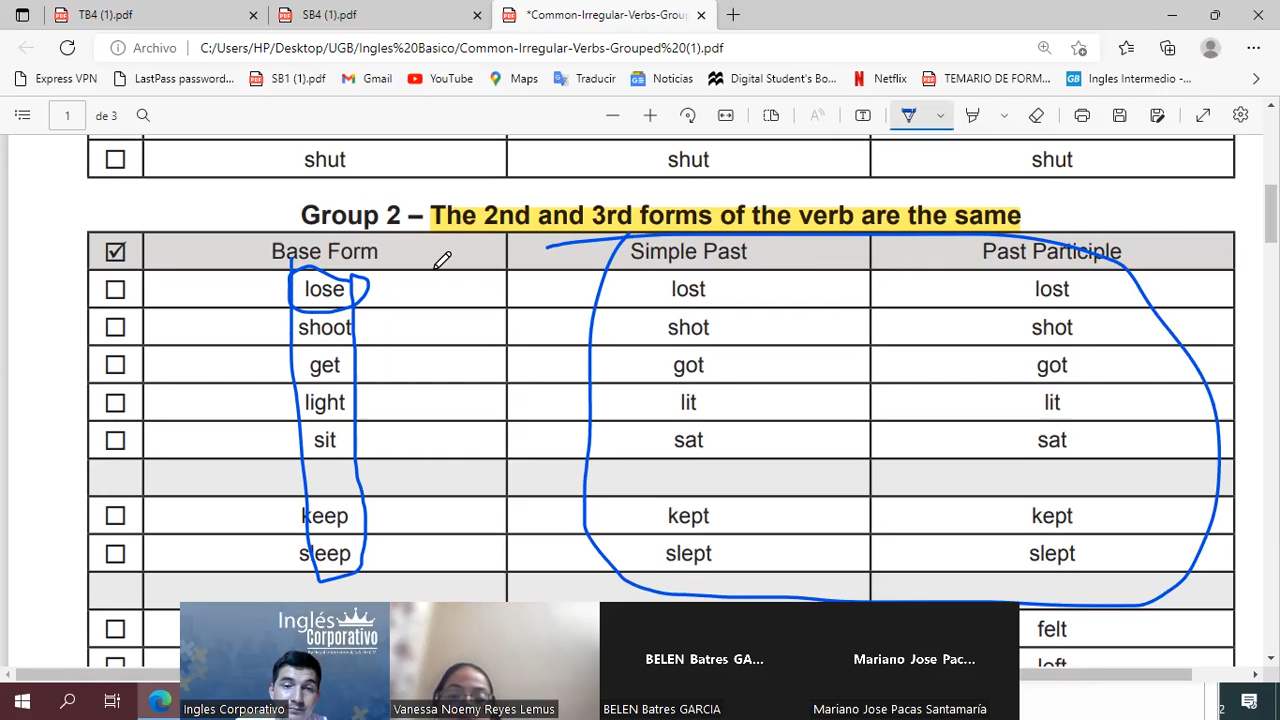 TB4 (1).pdf
SB4 (1).pdf
*Common-Irregular-Verbs-Grou
Archivo
C:/Users/HP/Desktop/UGB/Ingles%20Basico/Common-Irregular-Verbs-Grouped%20(1).pdf
Express VPN
LastPass password...
SB1 (1).pdf
Gmail
YouTube
Maps
Traducir
Noticias
Digital Student's Bo...
Netflix
TEMARIO DE FORM...
GB Ingles Intermedio -...
1 de 3
shut shut shut
Group 2 – The 2nd and 3rd forms of the verb are the same
Base Form Simple Past Past Participle
lose lost lost
shoot shot shot
get got got
light lit lit
sit sat sat
keep kept kept
sleep slept slept
felt
left
Inglés
Corporativo
BELEN Batres GA...
Mariano Jose Pac...
Ingles Corporativo
Vanessa Noemy Reyes Lemus
BELEN Batres GARCIA
Mariano Jose Pacas Santamaría
2